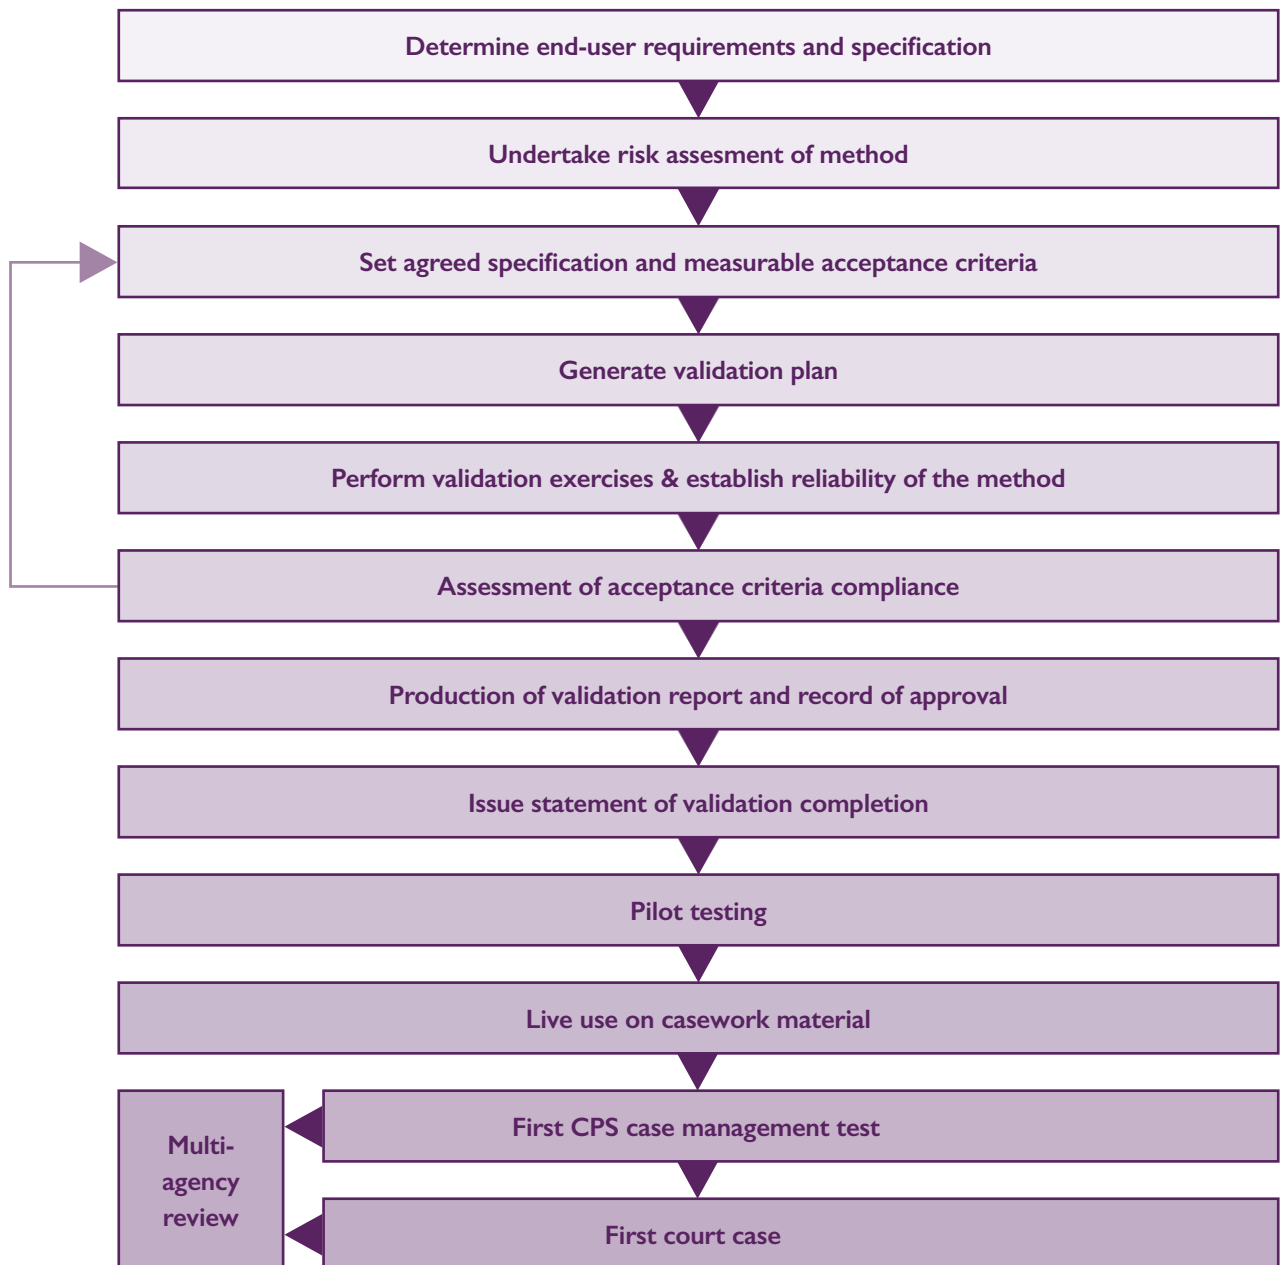 Determine end-user requirements and specification
Undertake risk assesment of method
Set agreed specification and measurable acceptance criteria
Generate validation plan
Perform validation exercises & establish reliability of the method
Assessment of acceptance criteria compliance
Production of validation report and record of approval
Issue statement of validation completion
Pilot testing
Live use on casework material
First CPS case management test
Multi-
agency
review
First court case